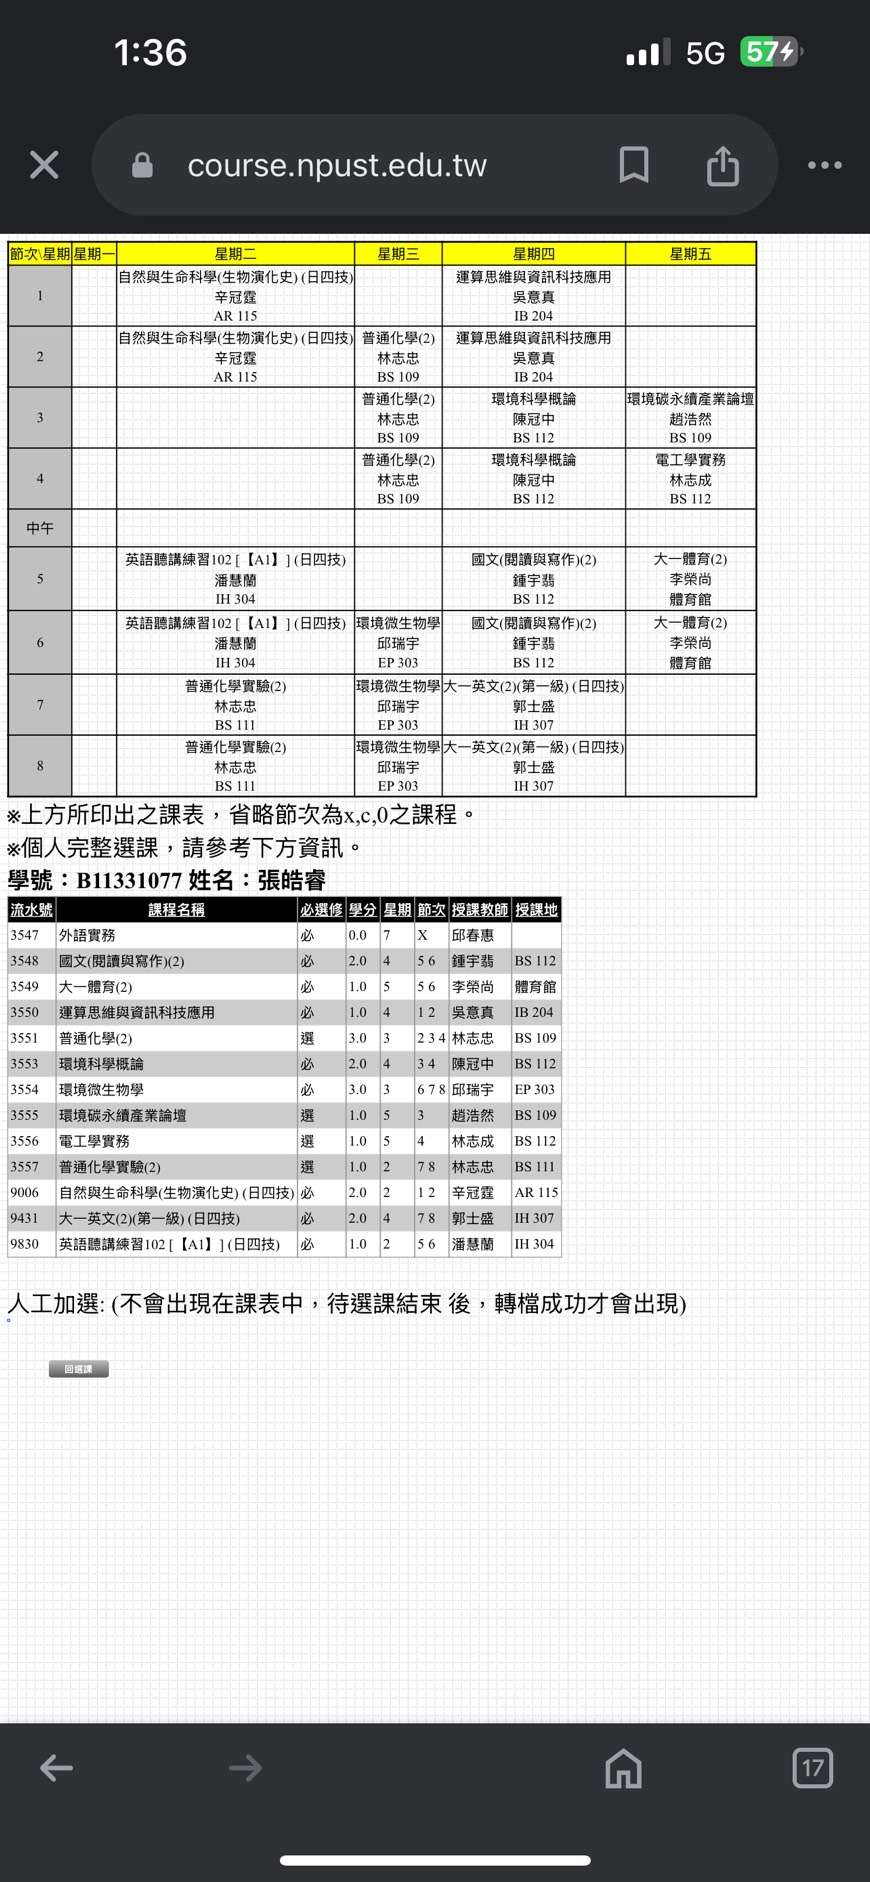 1:36
5G
57
course.npust.edu.tw
節次\星期 星期一 星期二 星期三 星期四 星期五
1
自然與生命科學(生物演化史) (日四技)
辛冠霆
AR 115
運算思維與資訊科技應用
吳意真
IB 204
2
自然與生命科學(生物演化史) (日四技)
辛冠霆
AR 115
普通化學(2)
林志忠
BS 109
運算思維與資訊科技應用
吳意真
IB 204
3
普通化學(2)
林志忠
BS 109
環境科學概論
陳冠中
BS 112
環境碳永續產業論壇
趙浩然
BS 109
4
普通化學(2)
林志忠
BS 109
環境科學概論
陳冠中
BS 112
電工學實務
林志成
BS 112
中午
5
英語聽講練習102 [【A1】] (日四技)
潘慧蘭
IH 304
國文(閱讀與寫作)(2)
鍾宇翡
BS 112
大一體育(2)
李榮尚
體育館
6
英語聽講練習102 [【A1】] (日四技)
潘慧蘭
IH 304
環境微生物學
邱瑞宇
EP 303
國文(閱讀與寫作)(2)
鍾宇翡
BS 112
大一體育(2)
李榮尚
體育館
7
普通化學實驗(2)
林志忠
BS 111
環境微生物學
邱瑞宇
EP 303
大一英文(2)(第一級) (日四技)
郭士盛
IH 307
8
普通化學實驗(2)
林志忠
BS 111
環境微生物學
邱瑞宇
EP 303
大一英文(2)(第一級) (日四技)
郭士盛
IH 307
※上方所印出之課表，省略節次為x,c,0之課程。
※個人完整選課，請參考下方資訊。
學號：B11331077 姓名：張皓睿
流水號 課程名稱 必選修 學分 星期 節次 授課教師 授課地
3547 外語實務 必 0.0 7 X 邱春惠
3548 國文(閱讀與寫作)(2) 必 2.0 4 5 6 鍾宇翡 BS 112
3549 大一體育(2) 必 1.0 5 5 6 李榮尚 體育館
3550 運算思維與資訊科技應用 必 1.0 4 1 2 吳意真 IB 204
3551 普通化學(2) 選 3.0 3 2 3 4 林志忠 BS 109
3553 環境科學概論 必 2.0 4 3 4 陳冠中 BS 112
3554 環境微生物學 必 3.0 3 6 7 8 邱瑞宇 EP 303
3555 環境碳永續產業論壇 選 1.0 5 3 趙浩然 BS 109
3556 電工學實務 選 1.0 5 4 林志成 BS 112
3557 普通化學實驗(2) 選 1.0 2 7 8 林志忠 BS 111
9006 自然與生命科學(生物演化史) (日四技) 必 2.0 2 1 2 辛冠霆 AR 115
9431 大一英文(2)(第一級) (日四技) 必 2.0 4 7 8 郭士盛 IH 307
9830 英語聽講練習102 [【A1】] (日四技) 必 1.0 2 5 6 潘慧蘭 IH 304
人工加選: (不會出現在課表中，待選課結束 後，轉檔成功才會出現)
回選課
17